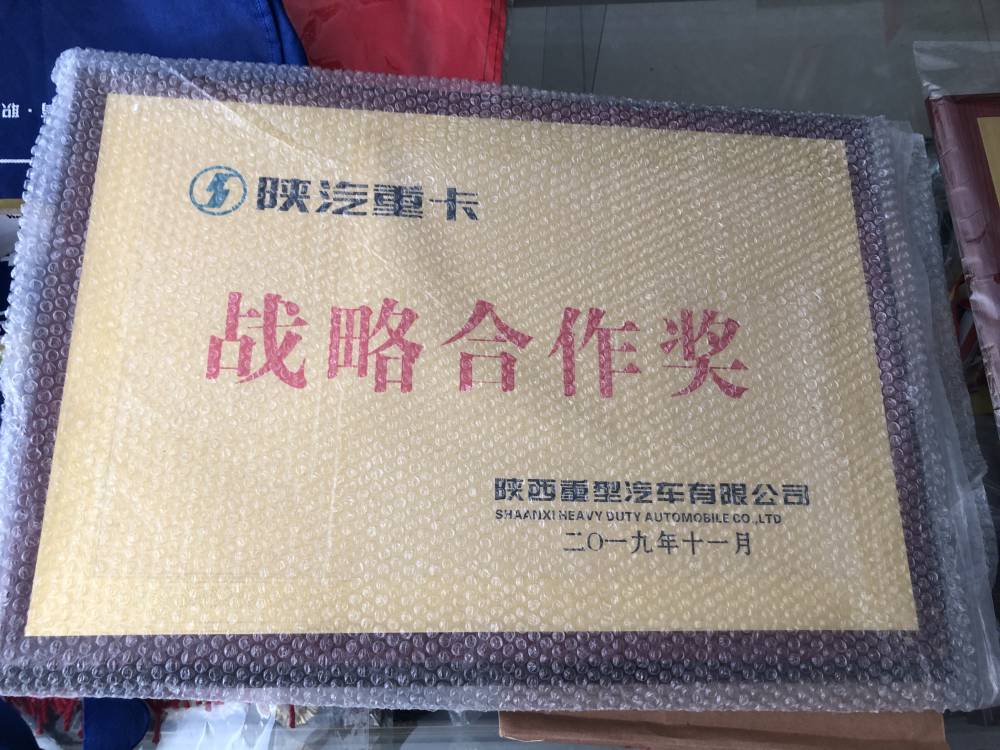 陕汽重卡
战略合作奖
陕西重型汽车有限公司
SHAANXI HEAVY DUTY AUTOMOBILE CO.,LTD
二〇一九年十一月